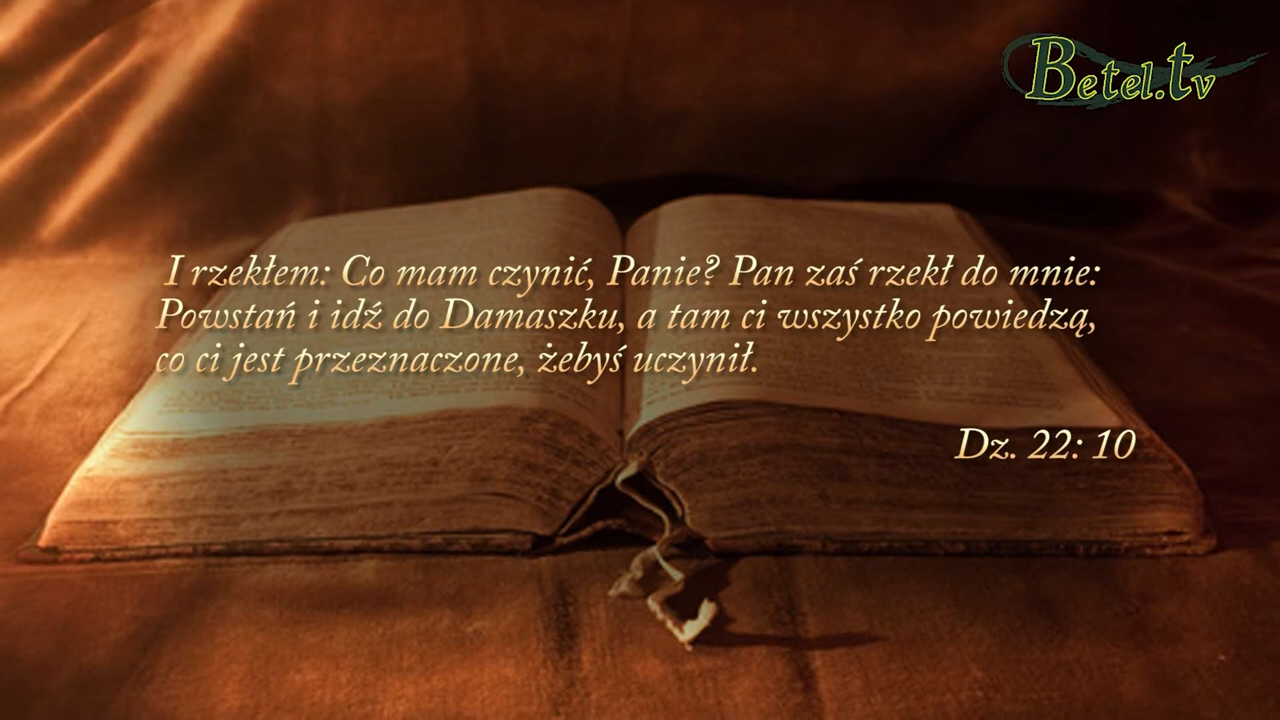 Betel.tv
I rzekłem: Co mam czynić, Panie? Pan zaś rzekł do mnie:
Powstań i idź do Damaszku, a tam ci wszystko powiedzą,
co ci jest przeznaczone, żebyś uczynił.
Dz. 22: 10